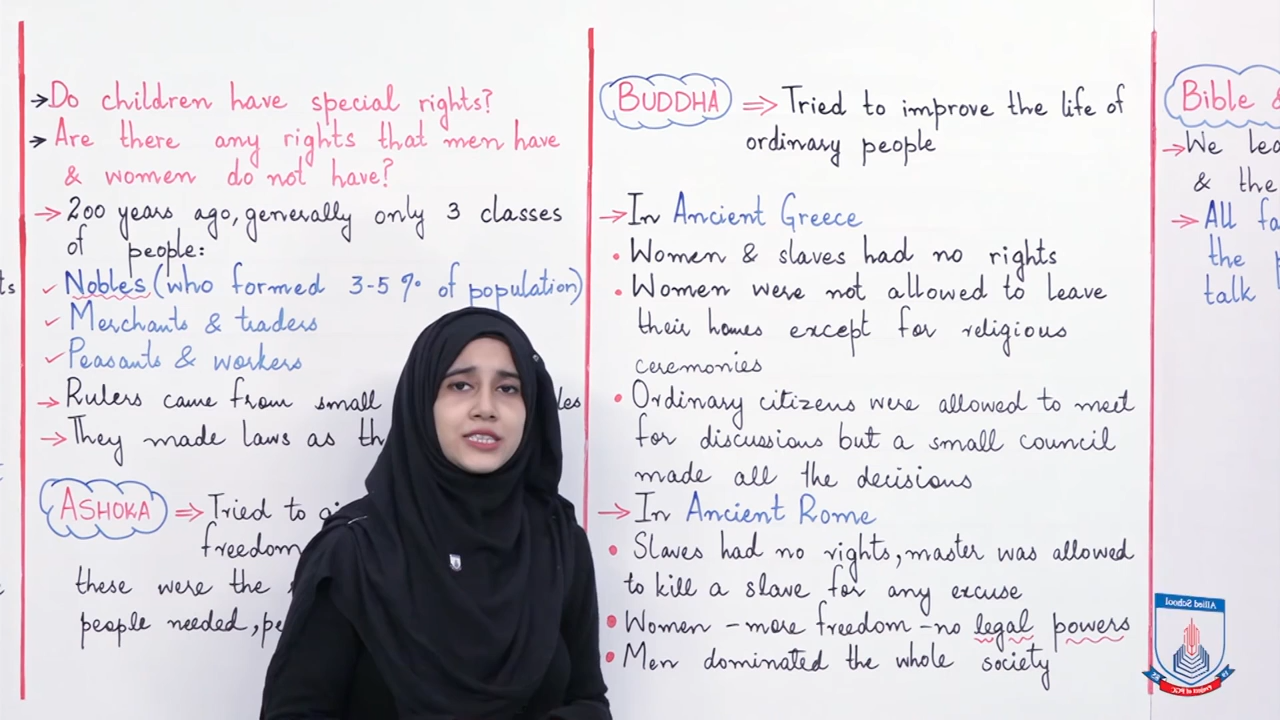 →Do children have special rights?
→Are there any rights that men have
& women do not have?
→200 years ago, generally only 3 classes
of people:
✓Nobles (who formed 3-5% of population)
✓Merchants & traders
✓Peasants & workers
→Rulers came from small
→They made laws as
ASHOKA ⇒Tried to
freedom
these were the
people needed,
BUDDHA ⇒Tried to improve the life of
ordinary people
→In Ancient Greece
• Women & slaves had no rights
• Women were not allowed to leave
their homes except for religious
ceremonies
• Ordinary citizens were allowed to meet
for discussions but a small council
made all the decisions
→In Ancient Rome
• Slaves had no rights, master was allowed
to kill a slave for any excuse
• Women - more freedom - no legal powers
• Men dominated the whole society
Bible &
→We
& the
→All
the
talk
Allied School
Project of PGC